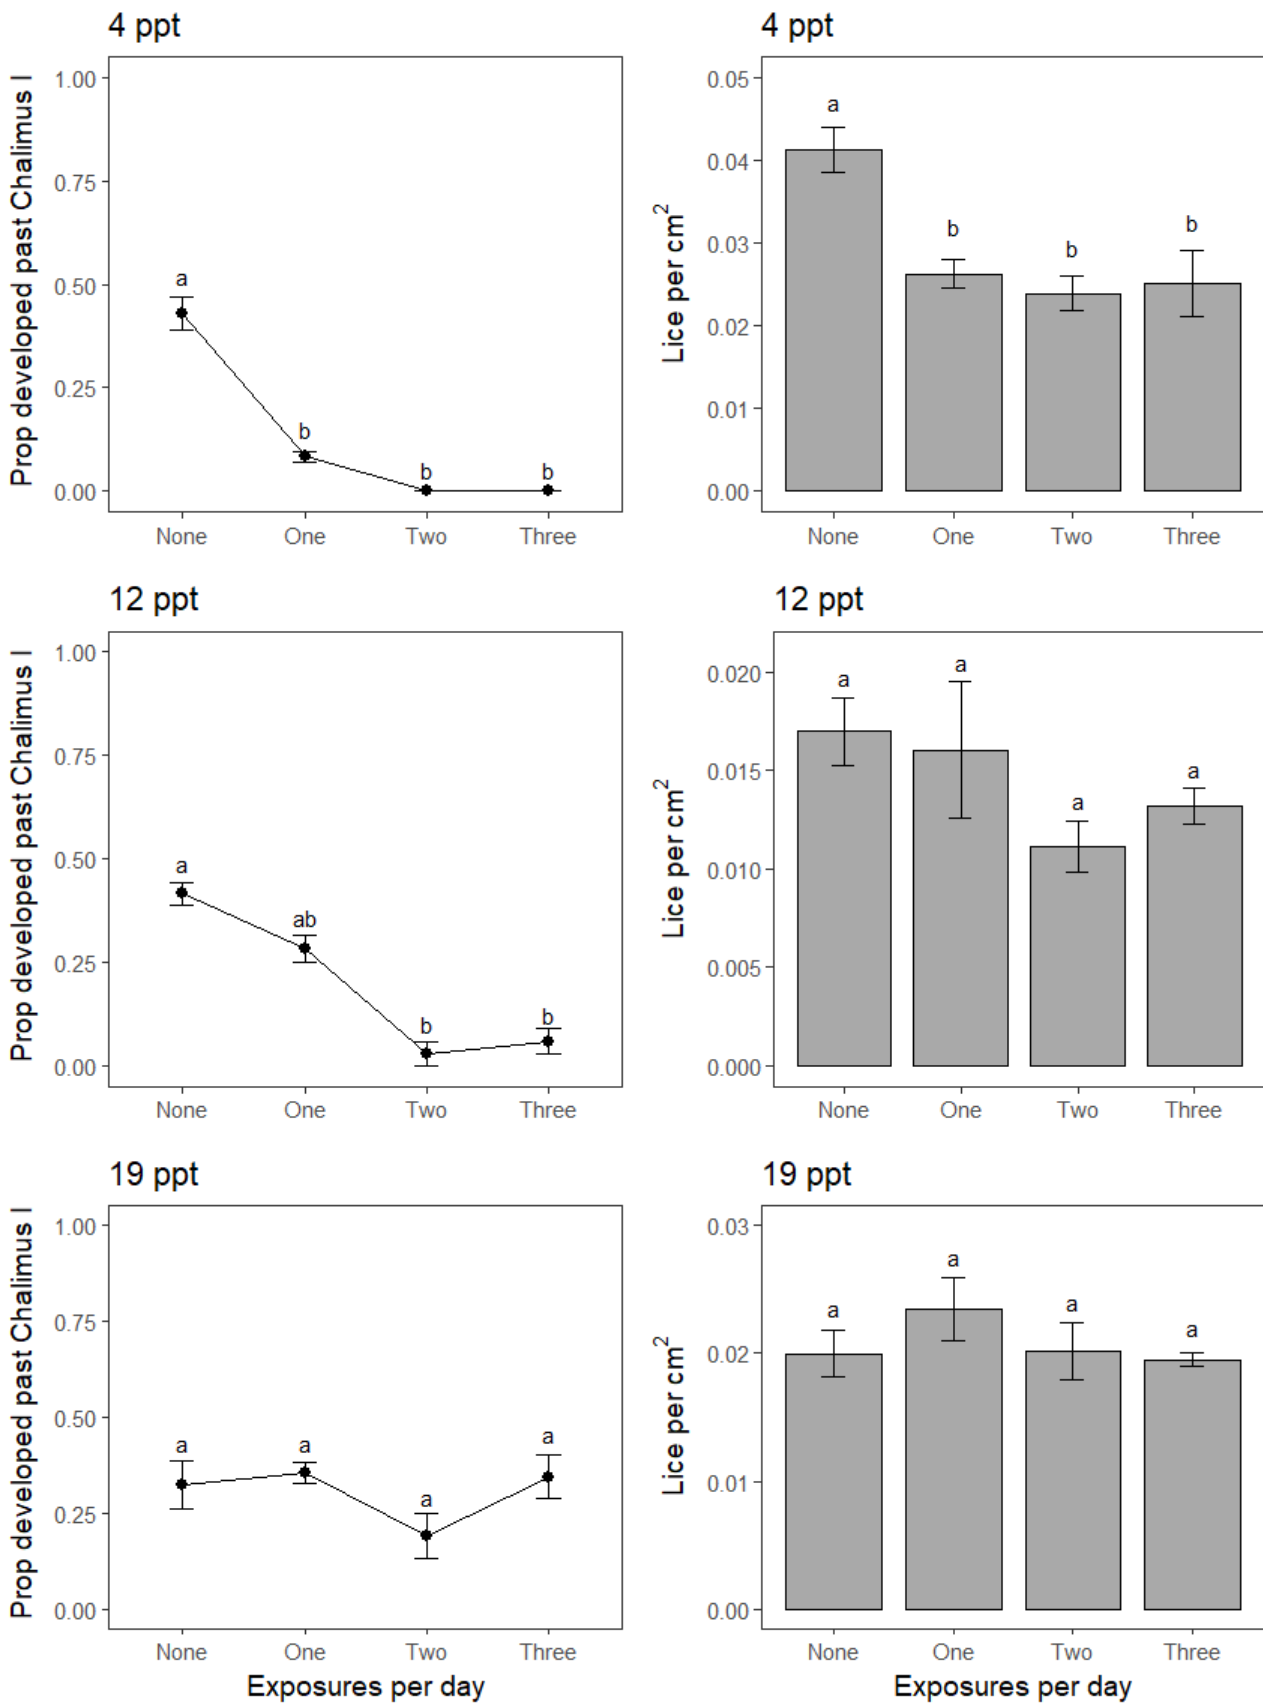 4 ppt
Prop developed past Chalimus I
1.00
0.75
0.50
0.25
0.00
a
b
b
b
None One Two Three
4 ppt
Lice per cm²
0.05
0.04
0.03
0.02
0.01
0.00
a
b
b
b
None One Two Three
12 ppt
Prop developed past Chalimus I
1.00
0.75
0.50
0.25
0.00
a
ab
b
b
None One Two Three
12 ppt
Lice per cm²
0.020
0.015
0.010
0.005
0.000
a
a
a
a
None One Two Three
19 ppt
Prop developed past Chalimus I
1.00
0.75
0.50
0.25
0.00
a
a
a
a
None One Two Three
Exposures per day
19 ppt
Lice per cm²
0.03
0.02
0.01
0.00
a
a
a
a
None One Two Three
Exposures per day